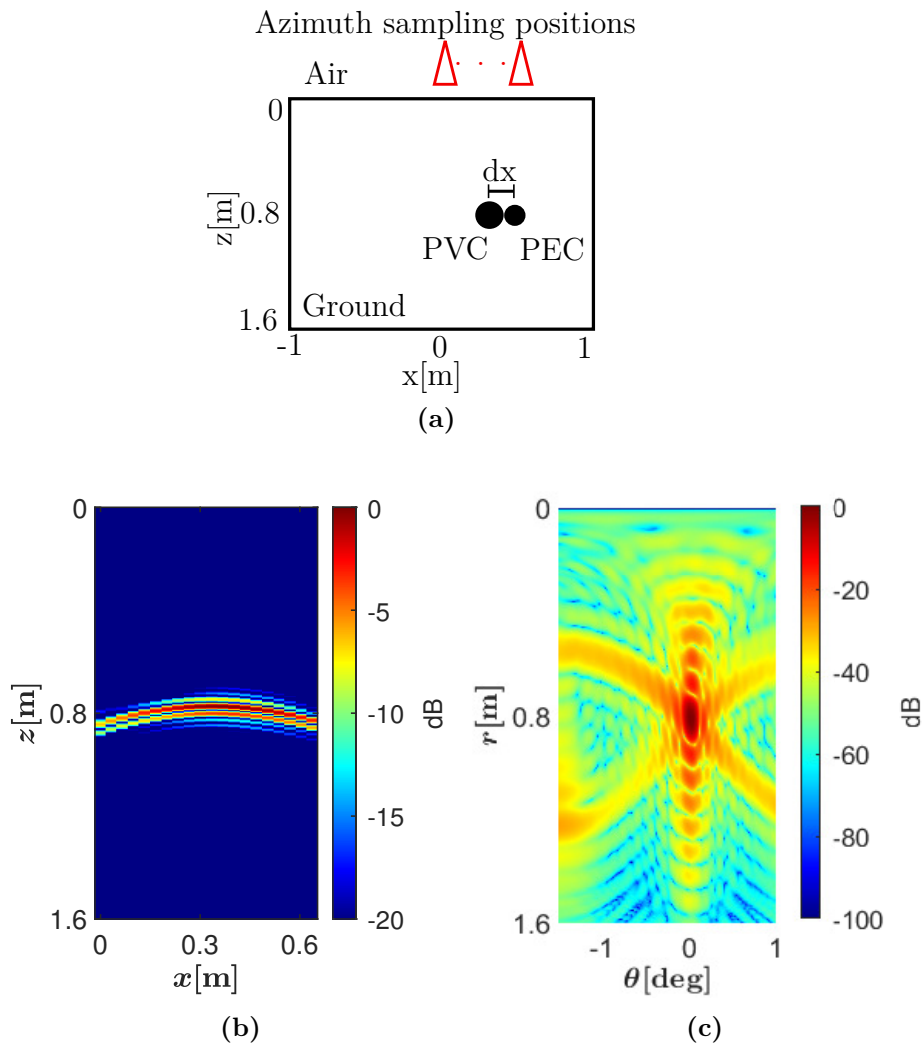 Azimuth sampling positions
Air
0
dx
z[m]
0.8
PVC PEC
Ground
1.6
-1 0 1
x[m]
(a)
0
0.8
1.6
z[m]
0 0.3 0.6
x[m]
0
-5
-10
-15
-20
dB
(b)
0
0.8
1.6
r[m]
-1 0 1
θ[deg]
0
-20
-40
-60
-80
-100
dB
(c)